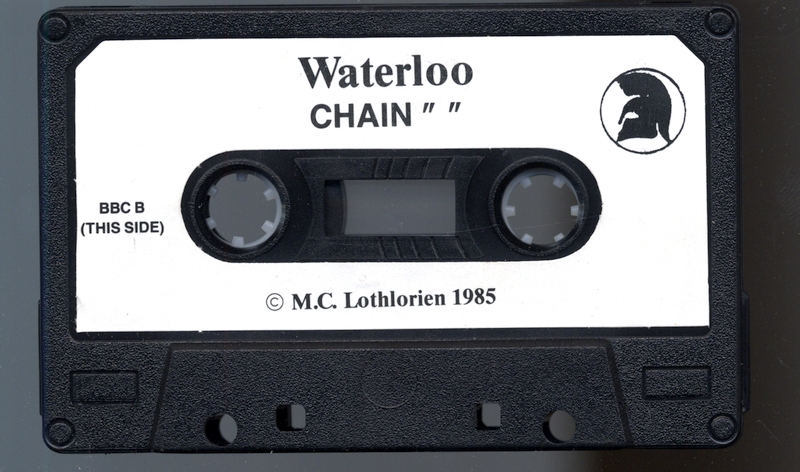 Waterloo
CHAIN " "
BBC B
(THIS SIDE)
© M.C. Lothlorien 1985